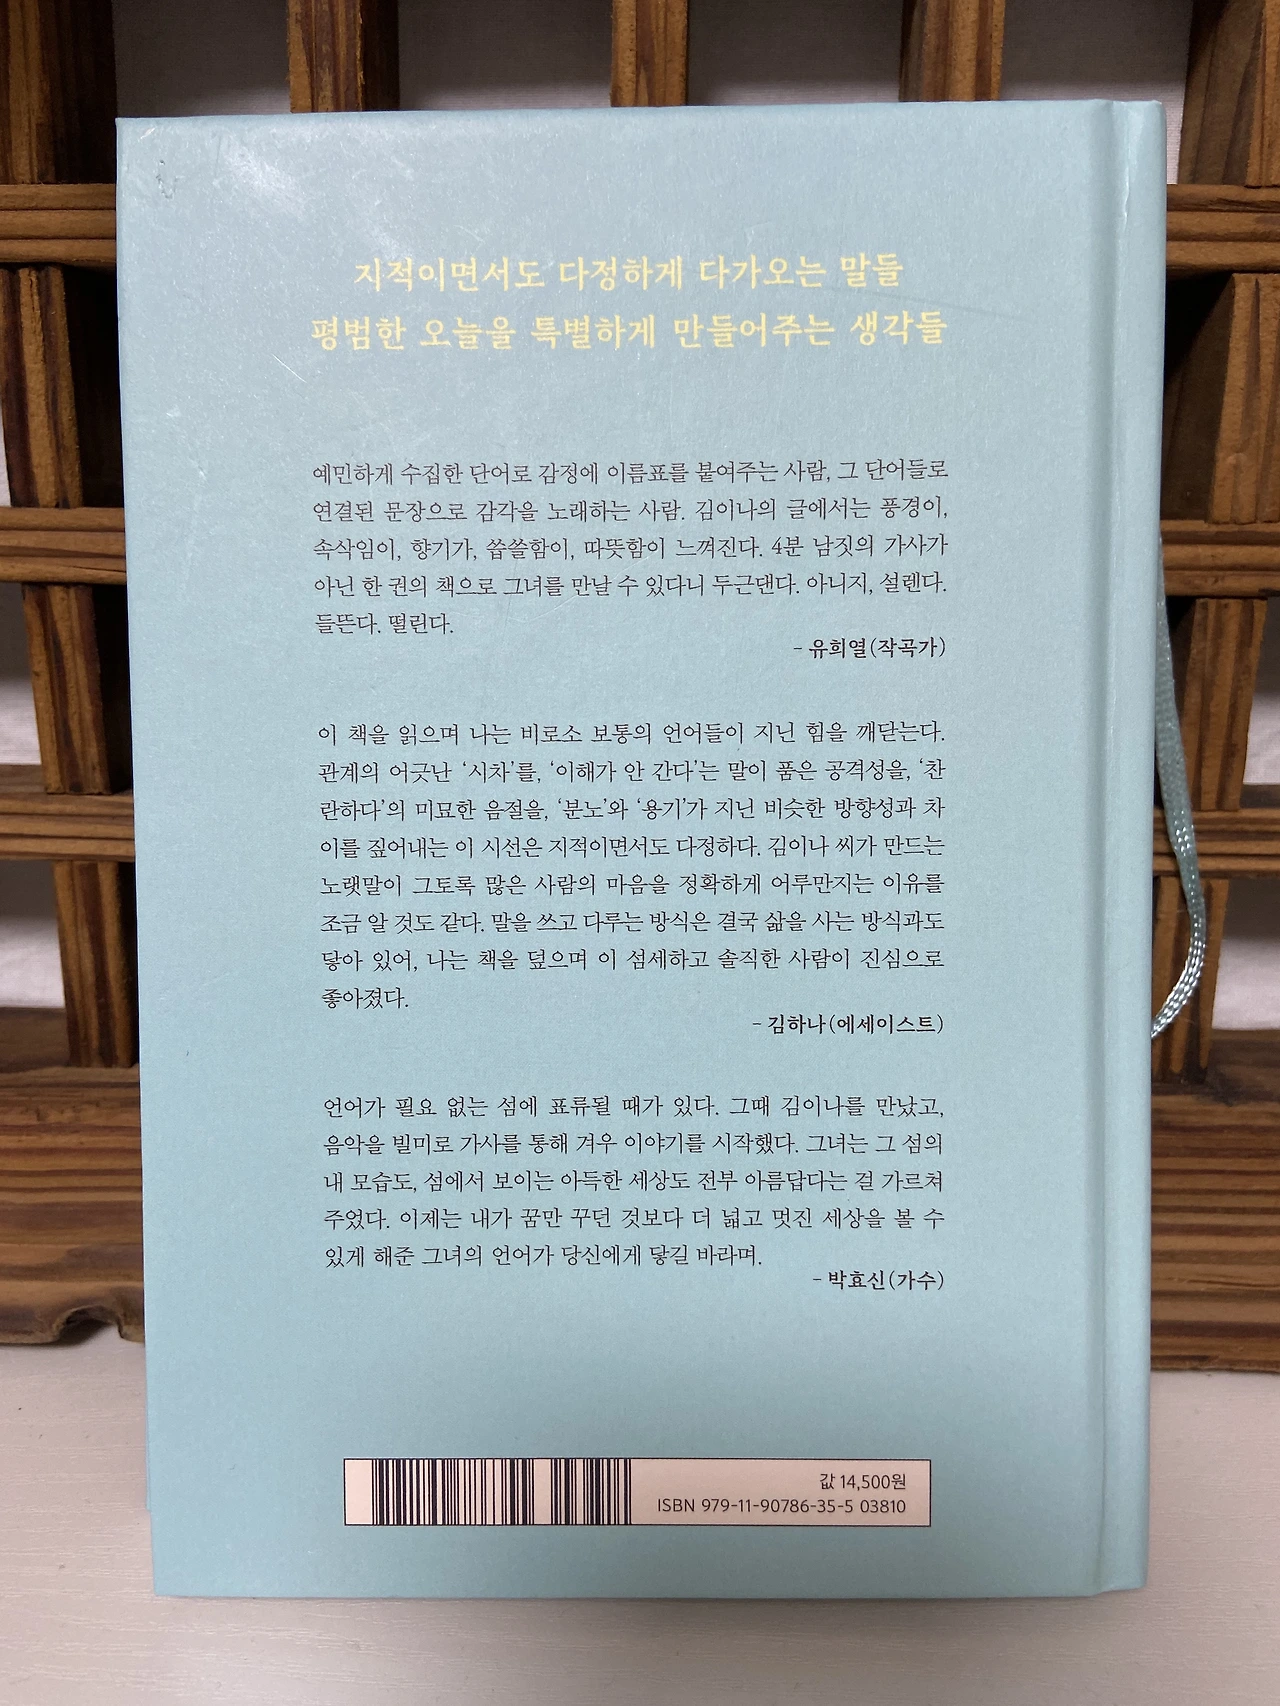 지적이면서도 다정하게 다가오는 말들
평범한 오늘을 특별하게 만들어주는 생각들
예민하게 수집한 단어로 감정에 이름표를 붙여주는 사람, 그 단어들로
연결된 문장으로 감각을 노래하는 사람. 김이나의 글에서는 풍경이,
속삭임이, 향기가, 씁쓸함이, 따뜻함이 느껴진다. 4분 남짓의 가사가
아닌 한 권의 책으로 그녀를 만날 수 있다니 두근댄다. 아니지, 설렌다.
들뜬다. 떨린다.
- 유희열(작곡가)
이 책을 읽으며 나는 비로소 보통의 언어들이 지닌 힘을 깨닫는다.
관계의 어긋난 ‘시차’를, ‘이해가 안 간다’는 말이 품은 공격성을, ‘찬
란하다’의 미묘한 음절을, ‘분노’와 ‘용기’가 지닌 비슷한 방향성과 차
이를 짚어내는 이 시선은 지적이면서도 다정하다. 김이나 씨가 만드는
노랫말이 그토록 많은 사람의 마음을 정확하게 어루만지는 이유를
조금 알 것도 같다. 말을 쓰고 다루는 방식은 결국 삶을 사는 방식과도
닿아 있어, 나는 책을 덮으며 이 섬세하고 솔직한 사람이 진심으로
좋아졌다.
- 김하나(에세이스트)
언어가 필요 없는 섬에 표류될 때가 있다. 그때 김이나를 만났고,
음악을 빌미로 가사를 통해 겨우 이야기를 시작했다. 그녀는 그 섬의
내 모습도, 섬에서 보이는 아득한 세상도 전부 아름답다는 걸 가르쳐
주었다. 이제는 내가 꿈만 꾸던 것보다 더 넓고 멋진 세상을 볼 수
있게 해준 그녀의 언어가 당신에게 닿길 바라며.
- 박효신(가수)
값 14,500원
ISBN 979-11-90786-35-5 03810